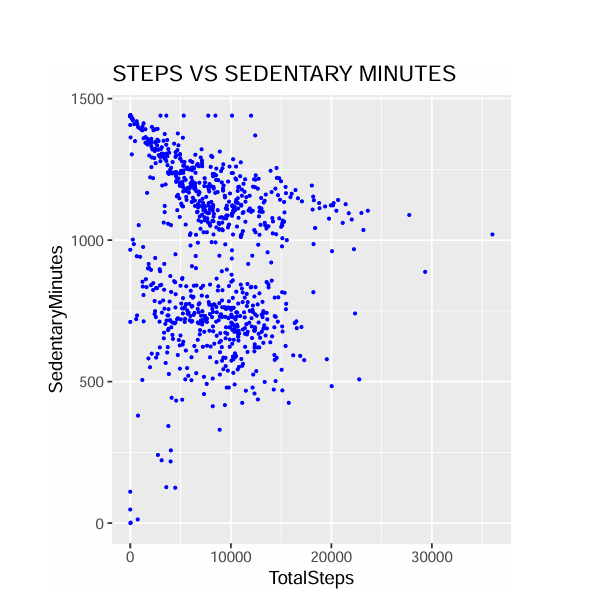 STEPS VS SEDENTARY MINUTES
1500
1000
500
0
SedentaryMinutes
0 10000 20000 30000
TotalSteps